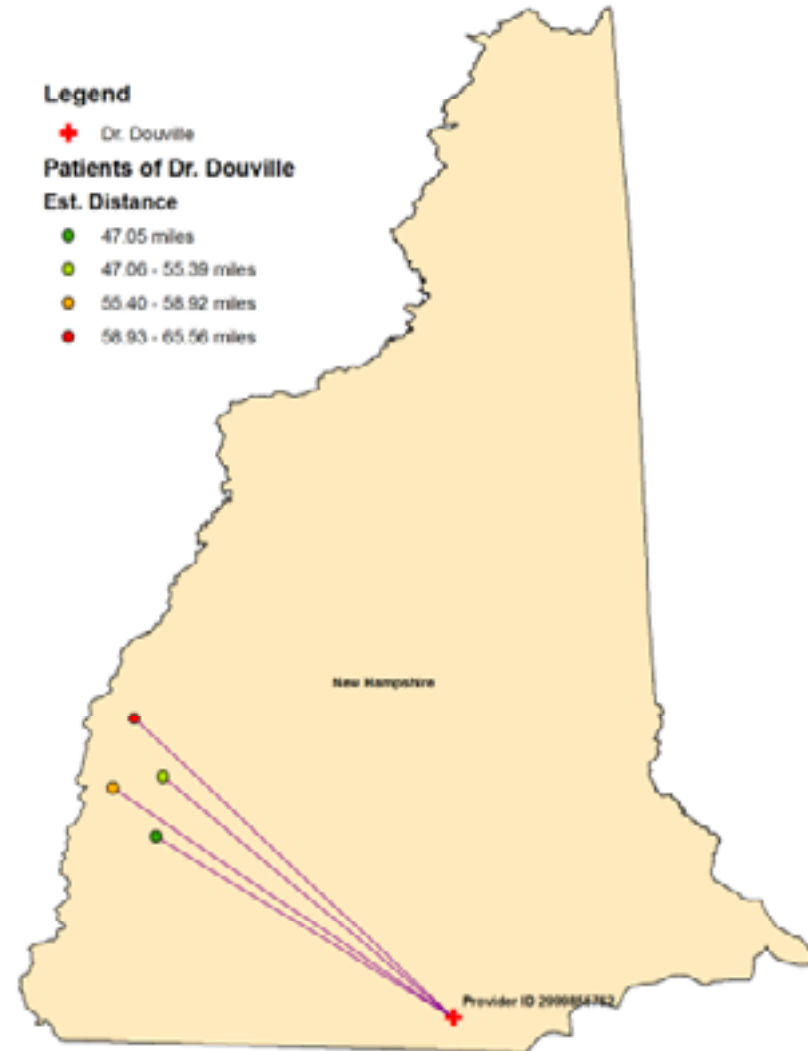 Legend
Dr. Douville
Patients of Dr. Douville
Est. Distance
47.05 miles
47.06 - 55.39 miles
55.40 - 58.92 miles
58.93 - 65.56 miles
New Hampshire
Provider ID